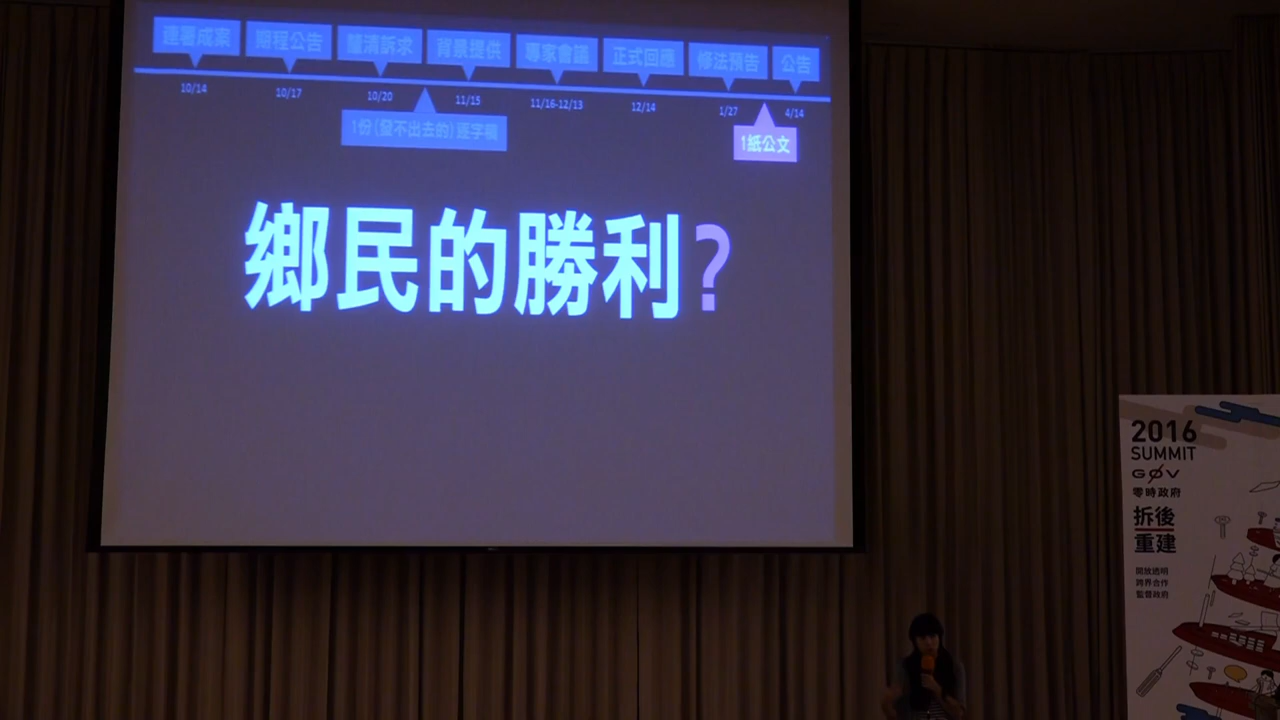 連署成案 期程公告 釐清訴求 背景提供 專家會議 正式回應 修法預告 公告
10/14 10/17 10/20 11/15 11/16-12/13 12/14 1/27 4/14
1份(發不出去的)逐字稿
1紙公文
鄉民的勝利?
2016
SUMMIT
GØV
零時政府
拆後
重建
開放透明
跨界合作
監督政府